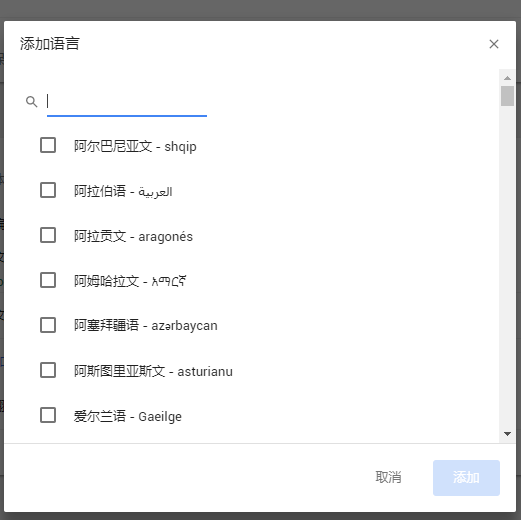 添加语言
阿尔巴尼亚文 - shqip
阿拉伯语 - العربية
阿拉贡文 - aragonés
阿姆哈拉文 - አማርኛ
阿塞拜疆语 - azərbaycan
阿斯图里亚斯文 - asturianu
爱尔兰语 - Gaeilge
取消
添加